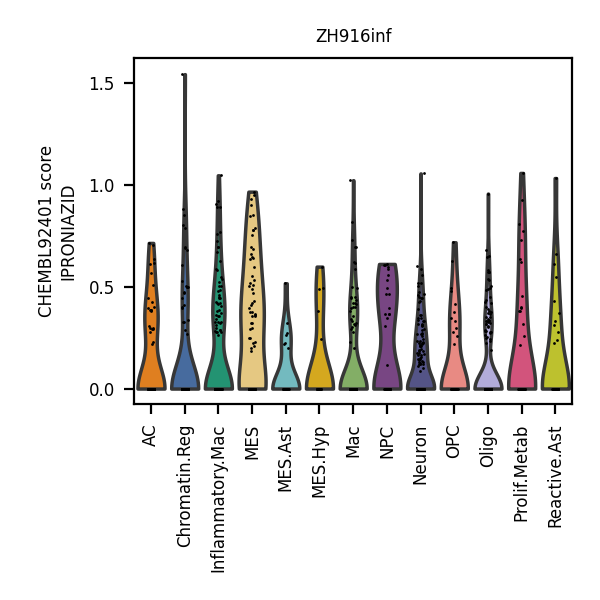 ZH916inf
CHEMBL92401 score
IPRONIAZID
1.5
1.0
0.5
0.0
AC
Chromatin.Reg
Inflammatory.Mac
MES
MES.Ast
MES.Hyp
Mac
NPC
Neuron
OPC
Oligo
Prolif.Metab
Reactive.Ast